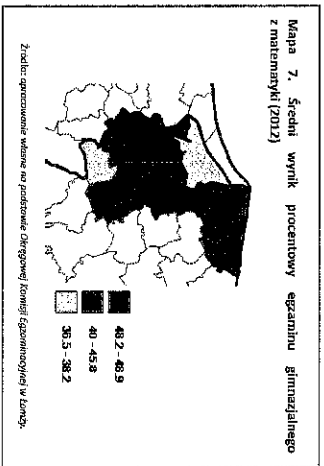 Mapa 7. Średni wynik procentowy egzaminu gimnazjalnego
z matematyki (2012)
48.2 - 48.9
40 - 45.8
36.5 - 38.2
Źródło: opracowanie własne na podstawie Okręgowej Komisji Egzaminacyjnej w Łomży.